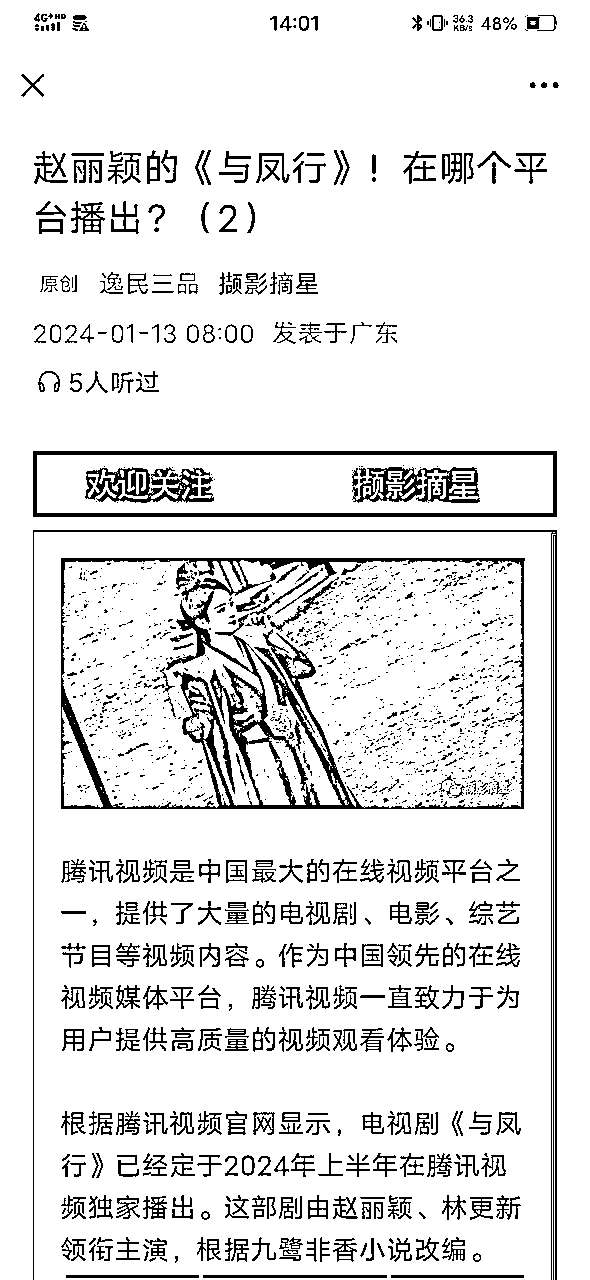 4G+HD 14:01 36.3 KB/s 48%
赵丽颖的《与凤行》！在哪个平
台播出？（2）
原创 逸民三品 撷影摘星
2024-01-13 08:00 发表于广东
5人听过
欢迎关注 撷影摘星
腾讯视频是中国最大的在线视频平台之
一，提供了大量的电视剧、电影、综艺
节目等视频内容。作为中国领先的在线
视频媒体平台，腾讯视频一直致力于为
用户提供高质量的视频观看体验。
根据腾讯视频官网显示，电视剧《与凤
行》已经定于2024年上半年在腾讯视
频独家播出。这部剧由赵丽颖、林更新
领衔主演，根据九鹭非香小说改编。